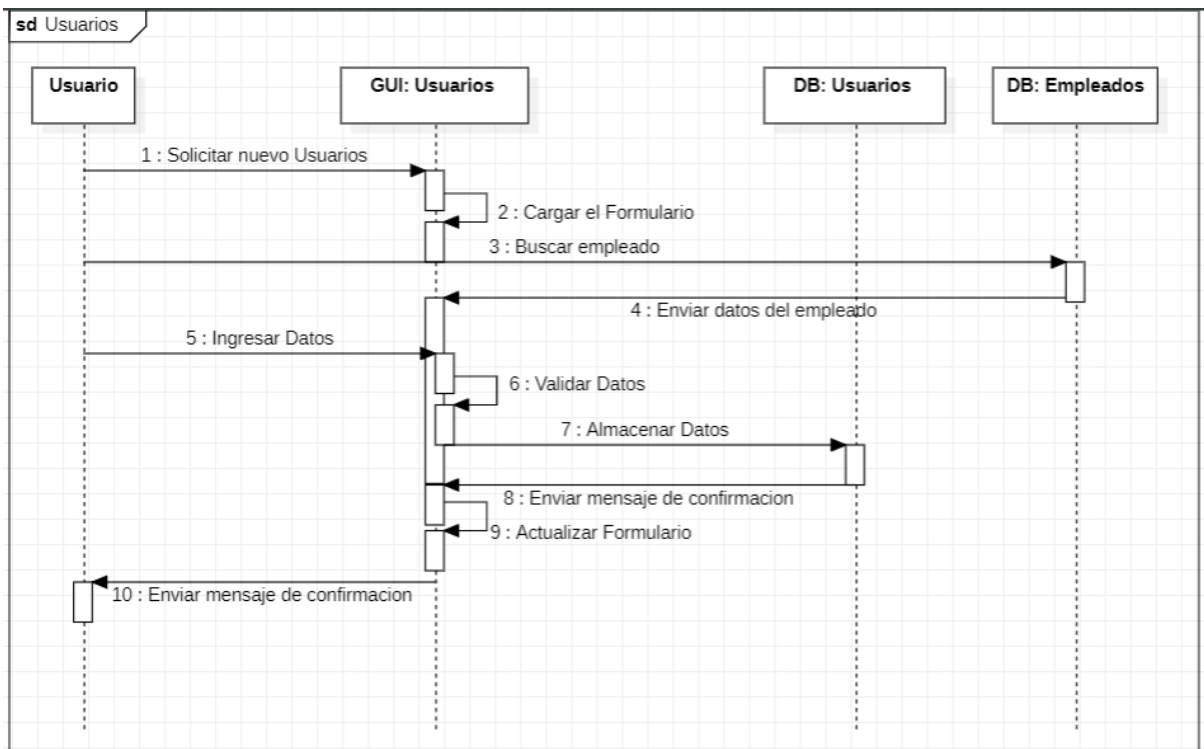 sd Usuarios
Usuario
GUI: Usuarios
DB: Usuarios
DB: Empleados
1 : Solicitar nuevo Usuarios
2 : Cargar el Formulario
3 : Buscar empleado
4 : Enviar datos del empleado
5 : Ingresar Datos
6 : Validar Datos
7 : Almacenar Datos
8 : Enviar mensaje de confirmacion
9 : Actualizar Formulario
10 : Enviar mensaje de confirmacion